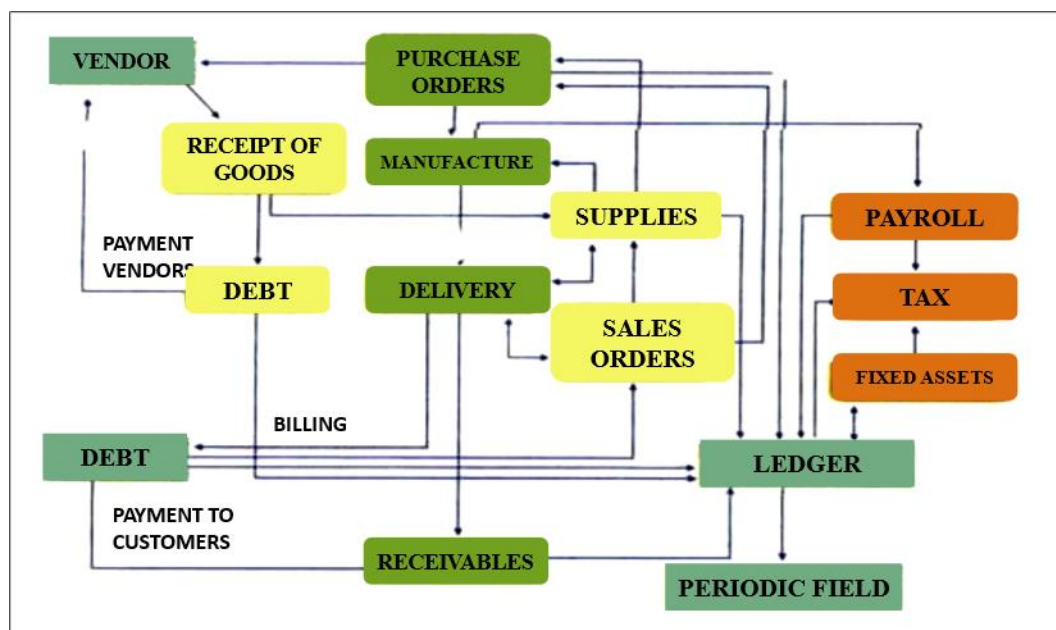 VENDOR
PURCHASE
ORDERS
RECEIPT OF
GOODS
MANUFACTURE
SUPPLIES
PAYROLL
PAYMENT
VENDORS
DEBT
DELIVERY
TAX
SALES
ORDERS
FIXED ASSETS
BILLING
DEBT
LEDGER
PAYMENT TO
CUSTOMERS
RECEIVABLES
PERIODIC FIELD